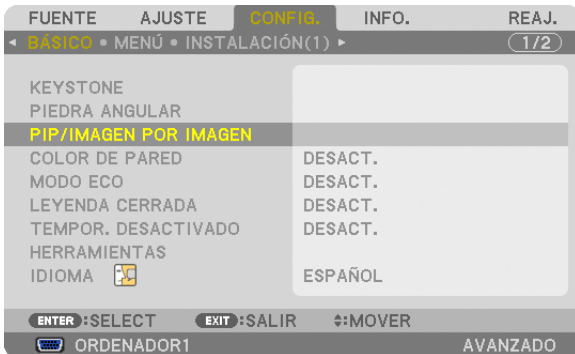 FUENTE AJUSTE CONFIG. INFO. REAJ.
BÁSICO • MENÚ • INSTALACIÓN(1) 1/2
KEYSTONE
PIEDRA ANGULAR
PIP/IMAGEN POR IMAGEN
COLOR DE PARED DESACT.
MODO ECO DESACT.
LEYENDA CERRADA DESACT.
TEMPOR. DESACTIVADO DESACT.
HERRAMIENTAS
IDIOMA ESPAÑOL
ENTER :SELECT EXIT :SALIR :MOVER
ORDENADOR1 AVANZADO